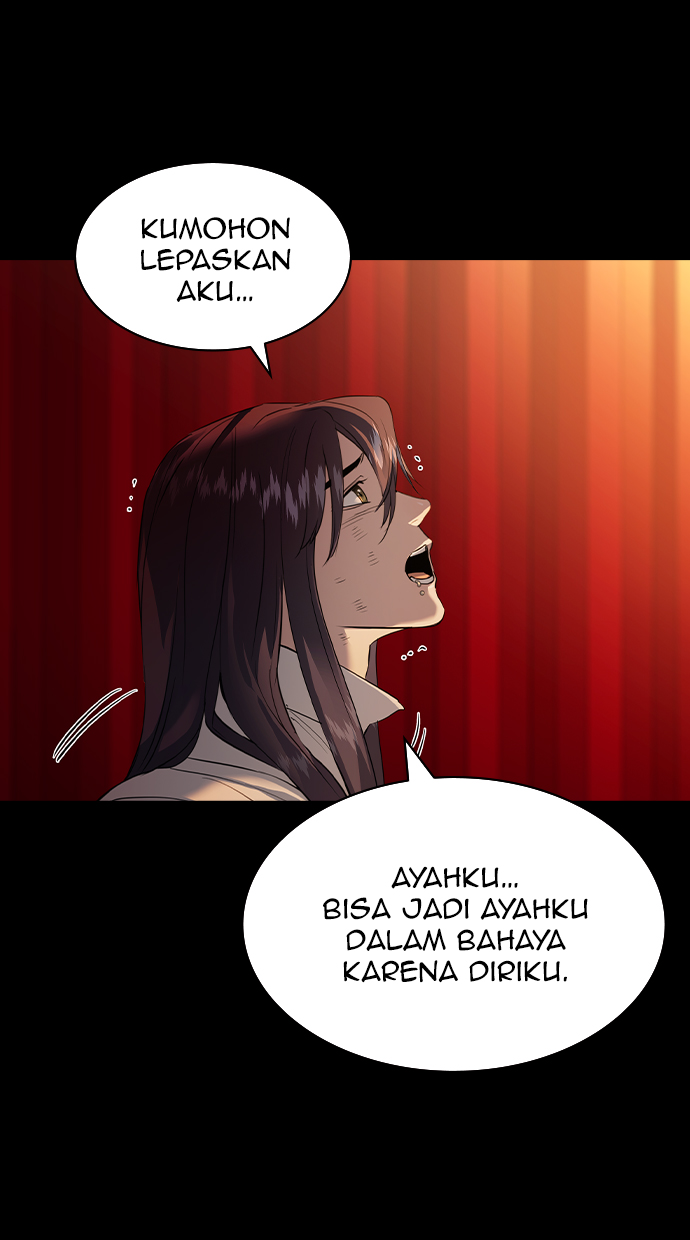 KUMOHON
LEPASKAN
AKU...
AYAHKU...
BISA JADI AYAHKU
DALAM BAHAYA
KARENA DIRIKU.